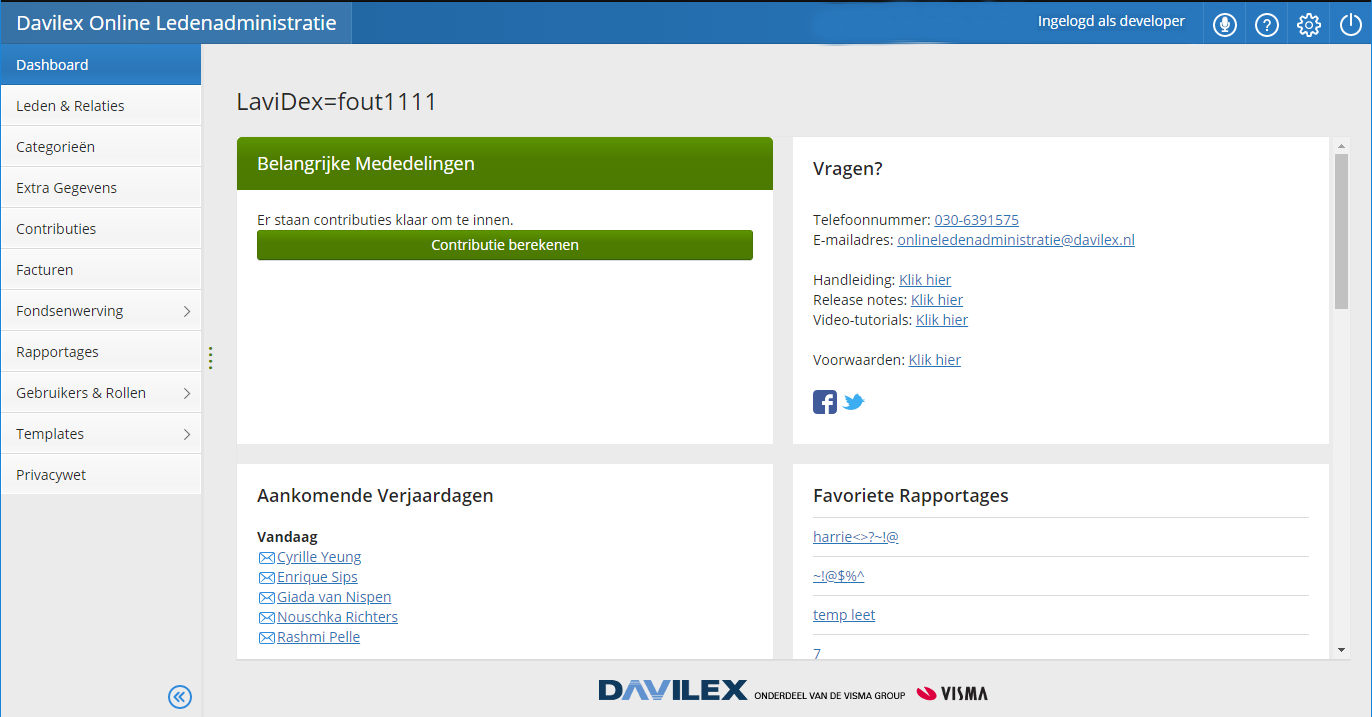 Davilex Online Ledenadministratie
Ingelogd als developer
Dashboard
Leden & Relaties
Categorieën
Extra Gegevens
Contributies
Facturen
Fondsenwerving
Rapportages
Gebruikers & Rollen
Templates
Privacywet
LaviDex=fout1111
Belangrijke Mededelingen
Er staan contributies klaar om te innen.
Contributie berekenen
Vragen?
Telefoonnummer: 030-6391575
E-mailadres: onlineledenadministratie@davilex.nl
Handleiding: Klik hier
Release notes: Klik hier
Video-tutorials: Klik hier
Voorwaarden: Klik hier
Aankomende Verjaardagen
Vandaag
Cyrille Yeung
Enrique Sips
Giada van Nispen
Nouschka Richters
Rashmi Pelle
Favoriete Rapportages
harrie<>?~!@
~!@$%^
temp leet
7
DAVILEX ONDERDEEL VAN DE VISMA GROUP VISMA